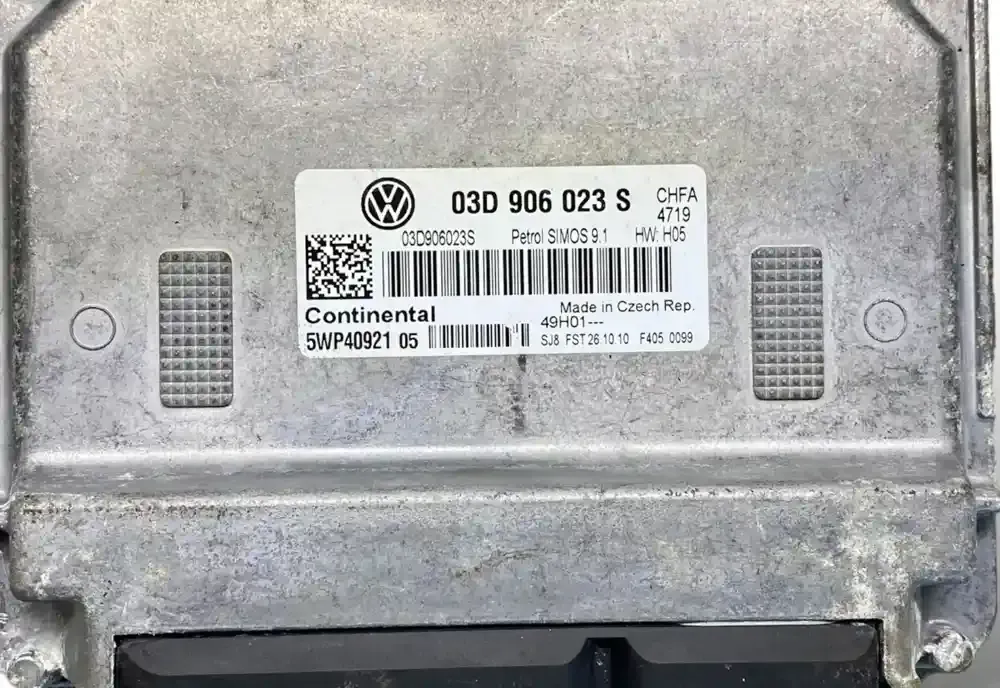 03D 906 023 S
CHFA
4719
03D906023S Petrol SIMOS 9.1 HW: H05
Continental
Made in Czech Rep.
49H01---
5WP40921 05
SJ8 FST 26.10.10 F405 0099